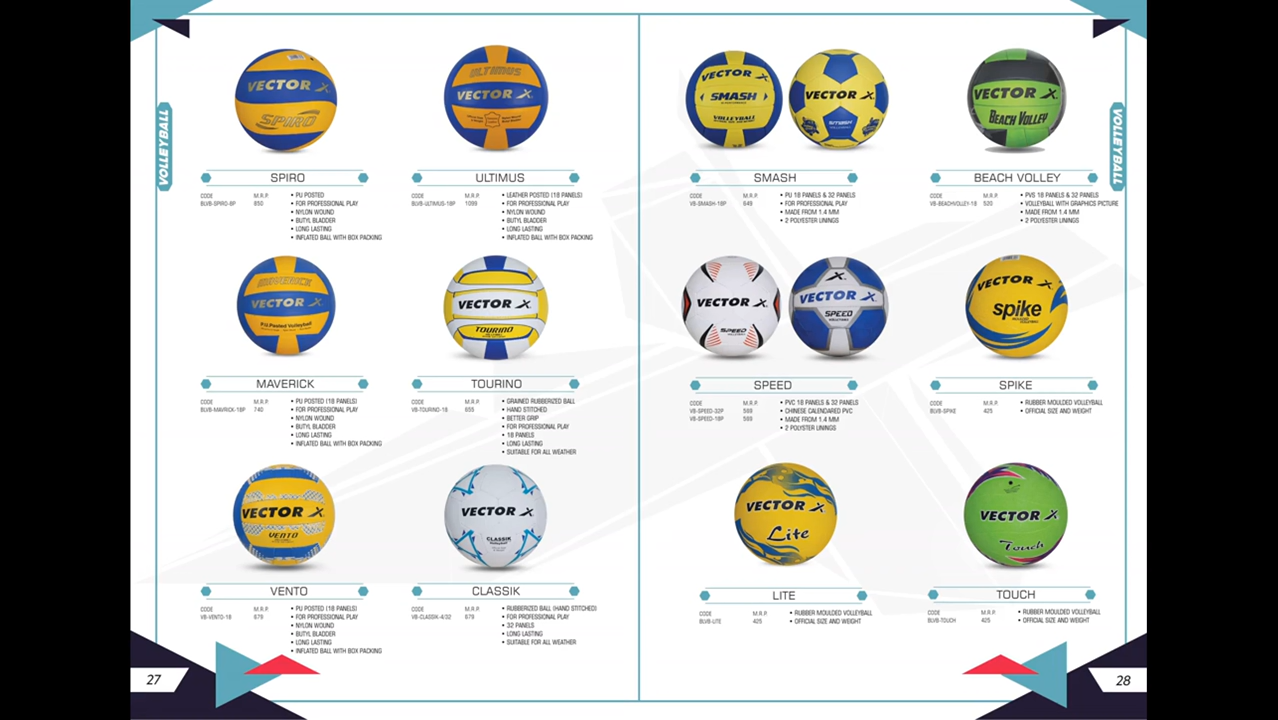 VOLLEYBALL
VECTOR X
SPIRO
SPIRO
CODE M.R.P.
BLVB-SPIRO-8P 850
• PU POSTED
• FOR PROFESSIONAL PLAY
• NYLON WOUND
• BUTYL BLADDER
• LONG LASTING
• INFLATED BALL WITH BOX PACKING
ULTIMUS
VECTOR X
ULTIMUS
CODE M.R.P.
BLVB-ULTIMUS-18P 1099
• LEATHER POSTED (18 PANELS)
• FOR PROFESSIONAL PLAY
• NYLON WOUND
• BUTYL BLADDER
• LONG LASTING
• INFLATED BALL WITH BOX PACKING
MAVERICK
VECTOR X
P.U.Pasted Volleyball
MAVERICK
CODE M.R.P.
BLVB-MAVRICK-18P 740
• PU POSTED (18 PANELS)
• FOR PROFESSIONAL PLAY
• NYLON WOUND
• BUTYL BLADDER
• LONG LASTING
• INFLATED BALL WITH BOX PACKING
VECTOR X
TOURINO
TOURINO
CODE M.R.P.
VB-TOURINO-18 655
• GRAINED RUBBERIZED BALL
• HAND STITCHED
• BETTER GRIP
• FOR PROFESSIONAL PLAY
• 18 PANELS
• LONG LASTING
• SUITABLE FOR ALL WEATHER
VECTOR X
VENTO
VENTO
CODE M.R.P.
VB-VENTO-18 679
• PU POSTED (18 PANELS)
• FOR PROFESSIONAL PLAY
• NYLON WOUND
• BUTYL BLADDER
• LONG LASTING
• INFLATED BALL WITH BOX PACKING
VECTOR X
CLASSIK
CLASSIK
CODE M.R.P.
VB-CLASSIK-4/32 679
• RUBBERIZED BALL (HAND STITCHED)
• FOR PROFESSIONAL PLAY
• 32 PANELS
• LONG LASTING
• SUITABLE FOR ALL WEATHER
27
VOLLEYBALL
VECTOR X
SMASH
VOLLEYBALL
VECTOR X
SMASH
SMASH
CODE M.R.P.
VB-SMASH-18P 649
• PU 18 PANELS & 32 PANELS
• FOR PROFESSIONAL PLAY
• MADE FROM 1.4 MM
• 2 POLYESTER LININGS
VECTOR X
BEACH VOLLEY
BEACH VOLLEY
CODE M.R.P.
VB-BEACHVOLLEY-18 520
• PVS 18 PANELS & 32 PANELS
• VOLLEYBALL WITH GRAPHICS PICTURE
• MADE FROM 1.4 MM
• 2 POLYESTER LININGS
VECTOR X
SPEED
VECTOR X
SPEED
SPEED
CODE M.R.P.
VB-SPEED-32P 569
VB-SPEED-18P 569
• PVC 18 PANELS & 32 PANELS
• CHINESE CALENDARED PVC
• MADE FROM 1.4 MM
• 2 POLYSTER LININGS
VECTOR X
spike
SPIKE
CODE M.R.P.
BLVB-SPIKE 425
• RUBBER MOULDED VOLLEYBALL
• OFFICIAL SIZE AND WEIGHT
VECTOR X
Lite
LITE
CODE M.R.P.
BLVB-LITE 425
• RUBBER MOULDED VOLLEYBALL
• OFFICIAL SIZE AND WEIGHT
VECTOR X
Touch
TOUCH
CODE M.R.P.
BLVB-TOUCH 425
• RUBBER MOULDED VOLLEYBALL
• OFFICIAL SIZE AND WEIGHT
28